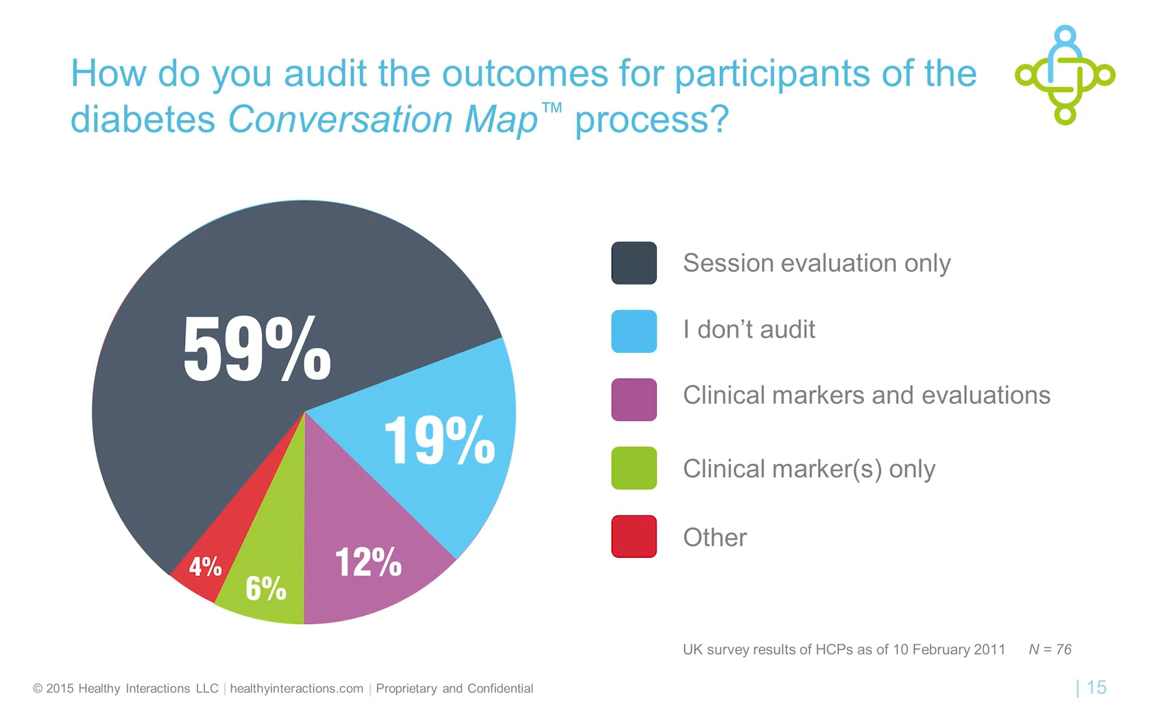 How do you audit the outcomes for participants of the
diabetes Conversation Map™ process?
59%
19%
12%
6%
4%
Session evaluation only
I don’t audit
Clinical markers and evaluations
Clinical marker(s) only
Other
UK survey results of HCPs as of 10 February 2011 N = 76
© 2015 Healthy Interactions LLC | healthyinteractions.com | Proprietary and Confidential
| 15